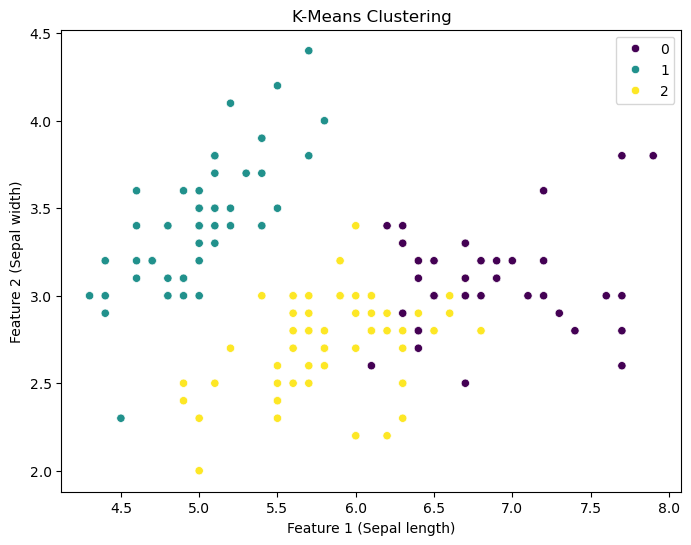 K-Means Clustering
4.5
4.0
3.5
3.0
2.5
2.0
Feature 2 (Sepal width)
0
1
2
4.5 5.0 5.5 6.0 6.5 7.0 7.5 8.0
Feature 1 (Sepal length)